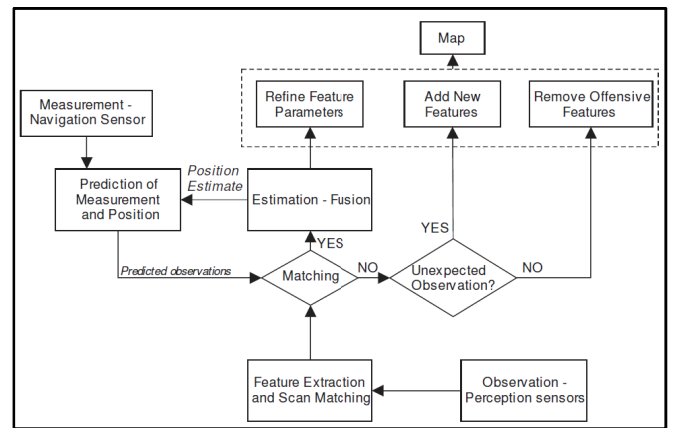 Map
Refine Feature
Parameters
Add New
Features
Remove Offensive
Features
Measurement -
Navigation Sensor
Position
Estimate
Prediction of
Measurement
and Position
Estimation - Fusion
YES
YES
Predicted observations
Matching
NO
Unexpected
Observation?
NO
Feature Extraction
and Scan Matching
Observation -
Perception sensors